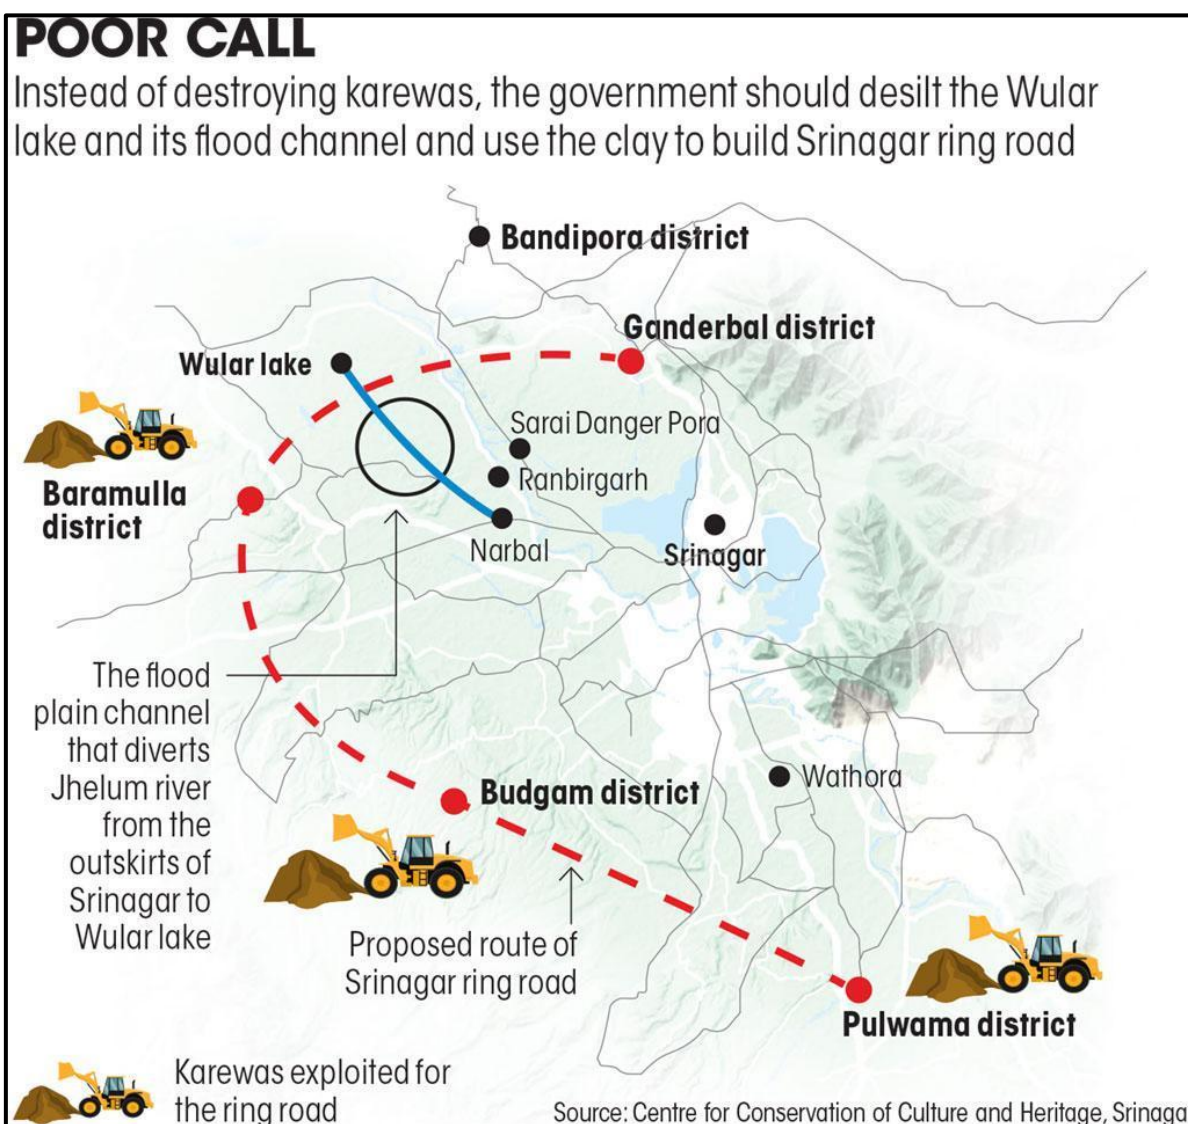 POOR CALL
Instead of destroying karewas, the government should desilt the Wular
lake and its flood channel and use the clay to build Srinagar ring road
Bandipora district
Ganderbal district
Wular lake
Sarai Danger Pora
Ranbirgarh
Baramulla
district
Narbal
Srinagar
The flood
plain channel
that diverts
Jhelum river
from the
outskirts of
Srinagar to
Wular lake
Wathora
Budgam district
Proposed route of
Srinagar ring road
Pulwama district
Karewas exploited for
the ring road
Source: Centre for Conservation of Culture and Heritage, Srinaga